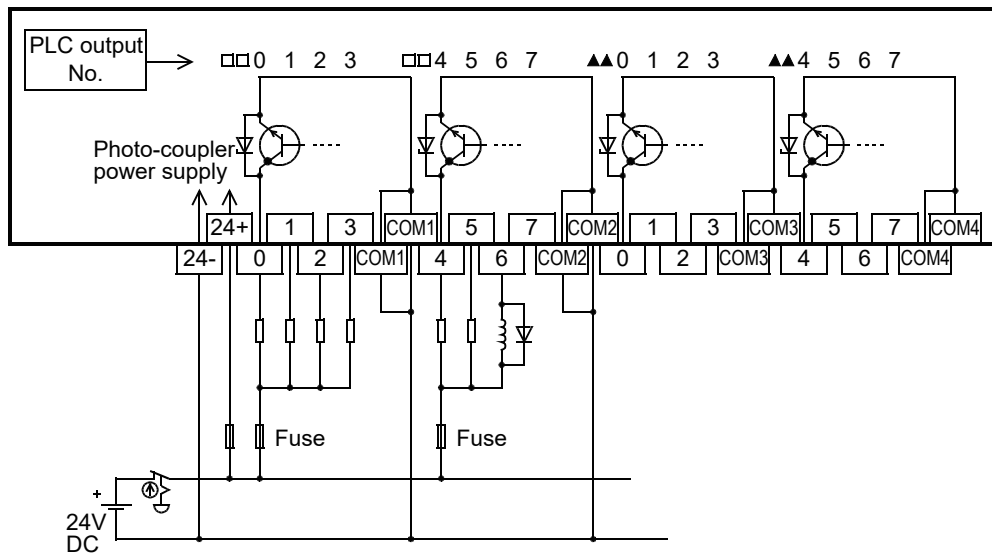 PLC output
No.
□□0 1 2 3 □□4 5 6 7 ▲▲0 1 2 3 ▲▲4 5 6 7
Photo-coupler
power supply
24+ 1 3 COM1 5 7 COM2 1 3 COM3 5 7 COM4
24- 0 2 COM1 4 6 COM2 0 2 COM3 4 6 COM4
Fuse Fuse
+
24V
DC